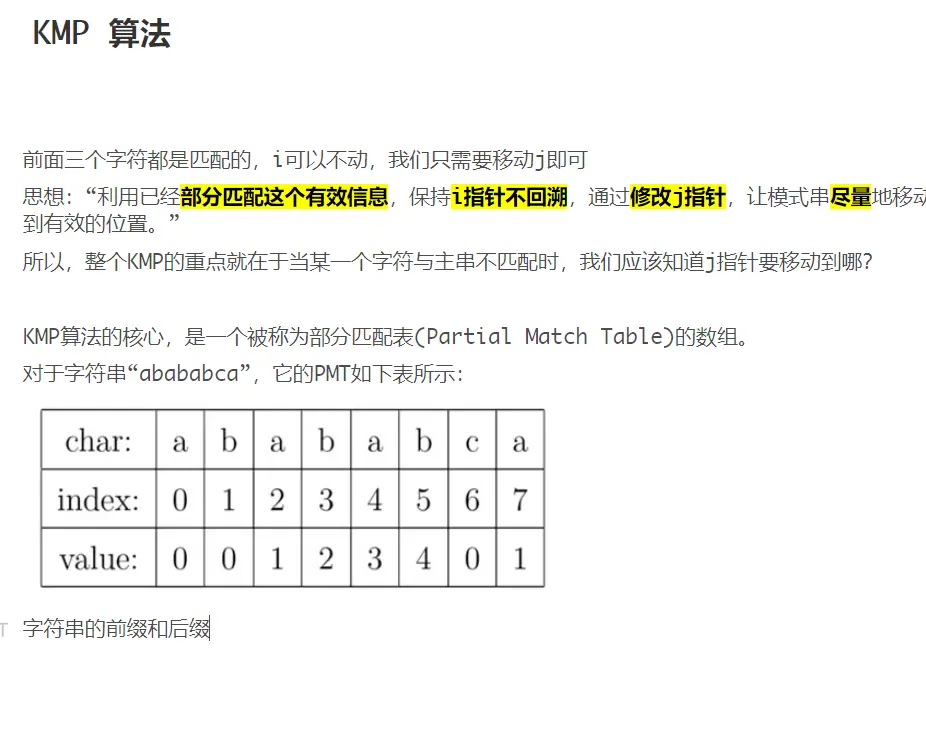 KMP 算法
前面三个字符都是匹配的，i可以不动，我们只需要移动j即可
思想：“利用已经部分匹配这个有效信息，保持i指针不回溯，通过修改j指针，让模式串尽量地移动
到有效的位置。”
所以，整个KMP的重点就在于当某一个字符与主串不匹配时，我们应该知道j指针要移动到哪？
KMP算法的核心，是一个被称为部分匹配表(Partial Match Table)的数组。
对于字符串“abababca”，它的PMT如下表所示：
char: a b a b a b c a
index: 0 1 2 3 4 5 6 7
value: 0 0 1 2 3 4 0 1
T 字符串的前缀和后缀